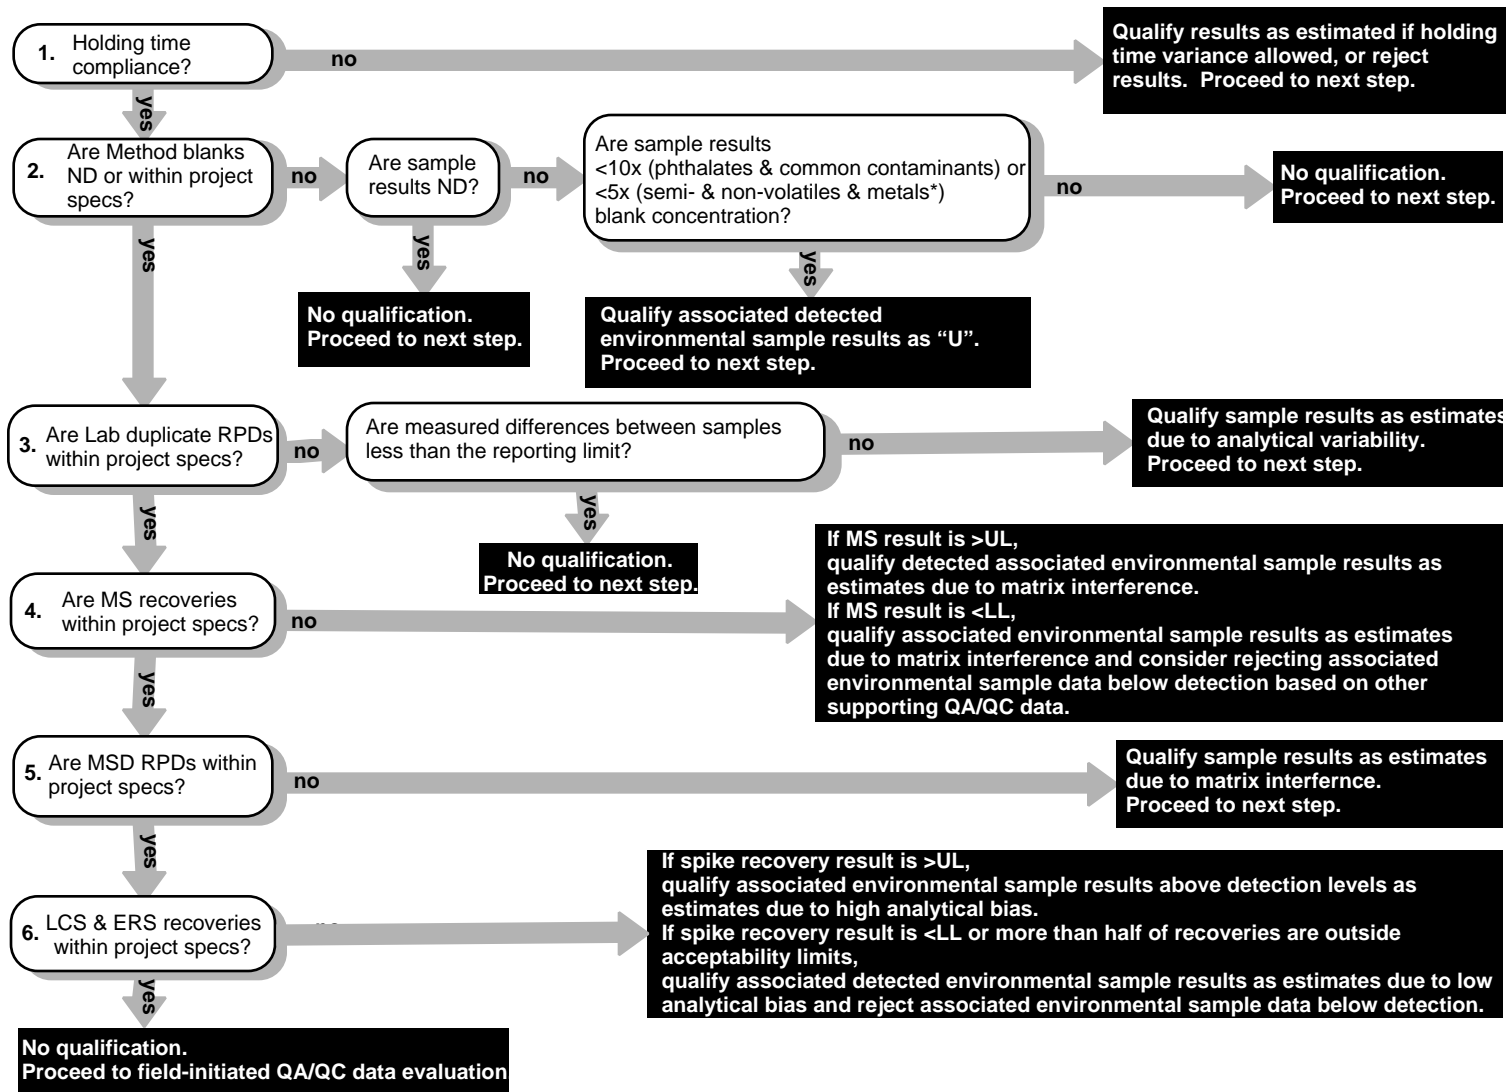 1. Holding time
compliance?
no
Qualify results as estimated if holding
time variance allowed, or reject
results. Proceed to next step.
yes
2. Are Method blanks
ND or within project
specs?
no
Are sample
results ND?
no
Are sample results
<10x (phthalates & common contaminants) or
<5x (semi- & non-volatiles & metals*)
blank concentration?
no
No qualification.
Proceed to next step.
yes
yes
yes
No qualification.
Proceed to next step.
Qualify associated detected
environmental sample results as “U”.
Proceed to next step.
3. Are Lab duplicate RPDs
within project specs?
no
Are measured differences between samples
less than the reporting limit?
no
Qualify sample results as estimates
due to analytical variability.
Proceed to next step.
yes
yes
No qualification.
Proceed to next step.
4. Are MS recoveries
within project specs?
no
If MS result is >UL,
qualify detected associated environmental sample results as
estimates due to matrix interference.
If MS result is <LL,
qualify associated environmental sample results as estimates
due to matrix interference and consider rejecting associated
environmental sample data below detection based on other
supporting QA/QC data.
yes
5. Are MSD RPDs within
project specs?
no
Qualify sample results as estimates
due to matrix interfernce.
Proceed to next step.
yes
6. LCS & ERS recoveries
within project specs?
If spike recovery result is >UL,
qualify associated environmental sample results above detection levels as
estimates due to high analytical bias.
If spike recovery result is <LL or more than half of recoveries are outside
acceptability limits,
qualify associated detected environmental sample results as estimates due to low
analytical bias and reject associated environmental sample data below detection.
yes
No qualification.
Proceed to field-initiated QA/QC data evaluation